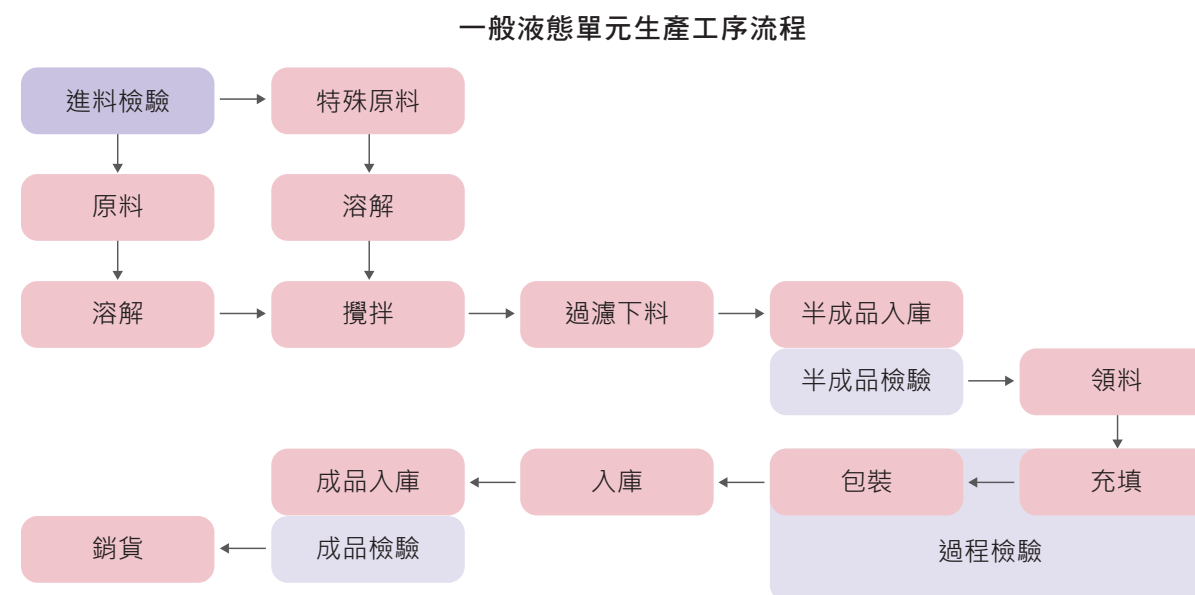 一般液態單元生產工序流程
進料檢驗
特殊原料
原料
溶解
溶解
攪拌
過濾下料
半成品入庫
半成品檢驗
領料
成品入庫
入庫
包裝
充填
銷貨
成品檢驗
過程檢驗